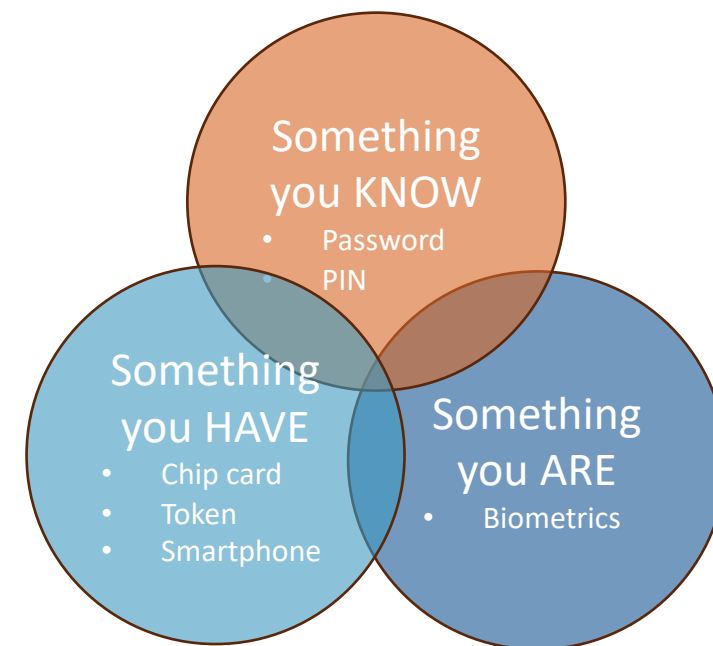 Something
you KNOW
• Password
• PIN
Something
you HAVE
• Chip card
• Token
• Smartphone
Something
you ARE
• Biometrics